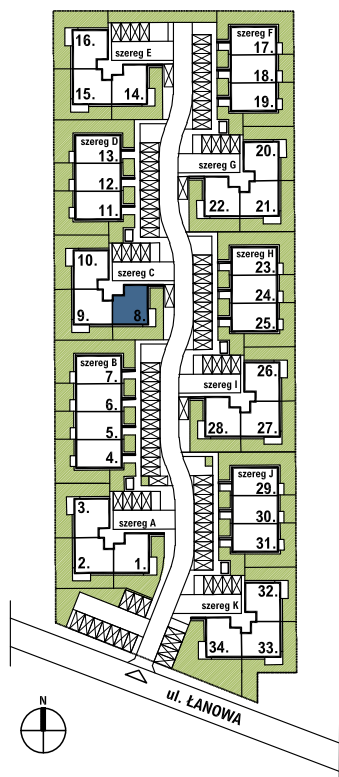 16.
szereg E
15.
14.
szereg F
17.
18.
19.
szereg D
13.
12.
11.
20.
szereg G
22.
21.
10.
szereg C
9.
8.
szereg H
23.
24.
25.
szereg B
7.
6.
5.
4.
26.
szereg I
28.
27.
3.
szereg A
2.
1.
szereg J
29.
30.
31.
32.
szereg K
34.
33.
ul. ŁANOWA
N